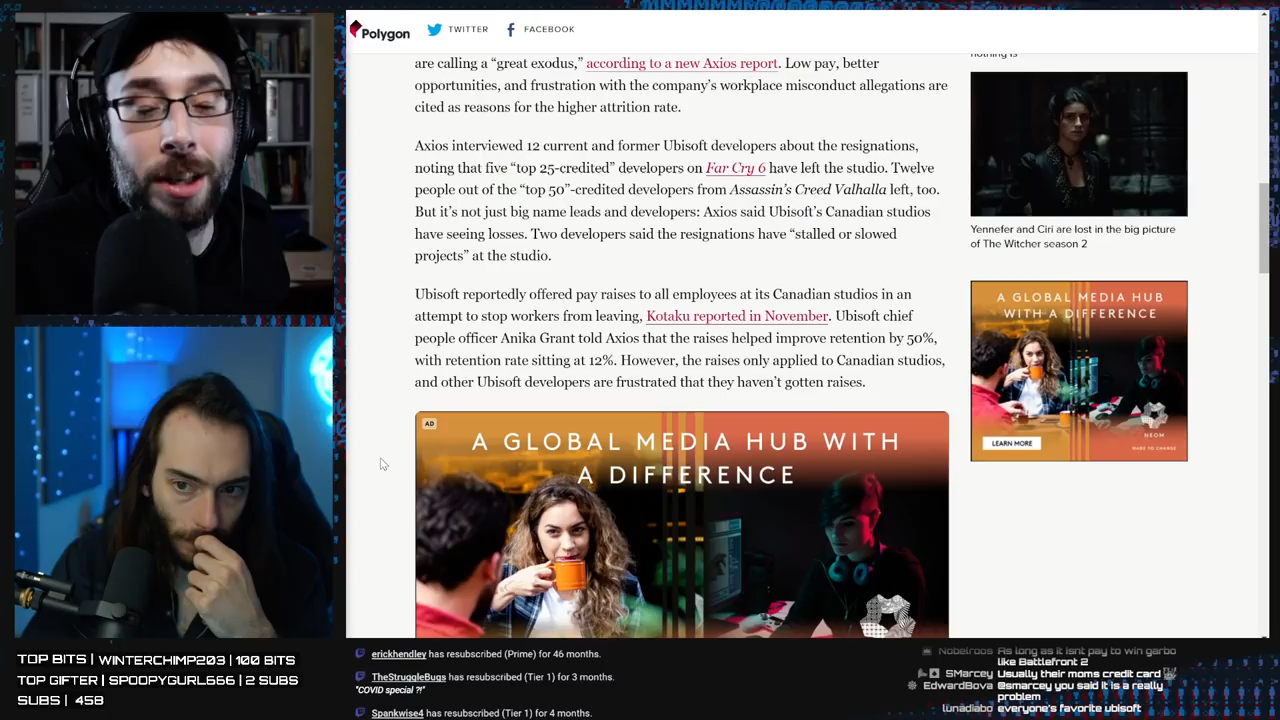 Polygon
TWITTER
FACEBOOK
are calling a “great exodus,” according to a new Axios report. Low pay, better
opportunities, and frustration with the company’s workplace misconduct allegations are
cited as reasons for the higher attrition rate.
Axios interviewed 12 current and former Ubisoft developers about the resignations,
noting that five “top 25-credited” developers on Far Cry 6 have left the studio. Twelve
people out of the “top 50”-credited developers from Assassin’s Creed Valhalla left, too.
But it’s not just big name leads and developers: Axios said Ubisoft’s Canadian studios
have seeing losses. Two developers said the resignations have “stalled or slowed
projects” at the studio.
Ubisoft reportedly offered pay raises to all employees at its Canadian studios in an
attempt to stop workers from leaving, Kotaku reported in November. Ubisoft chief
people officer Anika Grant told Axios that the raises helped improve retention by 50%,
with retention rate sitting at 12%. However, the raises only applied to Canadian studios,
and other Ubisoft developers are frustrated that they haven’t gotten raises.
AD
A GLOBAL MEDIA HUB WITH
A DIFFERENCE
nothing is
Yennefer and Ciri are lost in the big picture
of The Witcher season 2
A GLOBAL MEDIA HUB
WITH A DIFFERENCE
LEARN MORE
NEOM
MADE TO CHANGE
TOP BITS | WINTERCHIMP203 | 100 BITS
TOP GIFTER | SPOOPYGURL666 | 2 SUBS
SUBS | 458
erickhendley has resubscribed (Prime) for 46 months.
TheStruggleBugs has resubscribed (Tier 1) for 3 months.
"COVID special ?!"
Spankwise4 has resubscribed (Tier 1) for 4 months.
Nobelroos As long as it isnt pay to win garbo
like Battlefront 2
SMarcey Usually their moms credit card
EdwardBova @smarcey you said it is a really
problem
lunadiabo everyone's favorite ubisoft